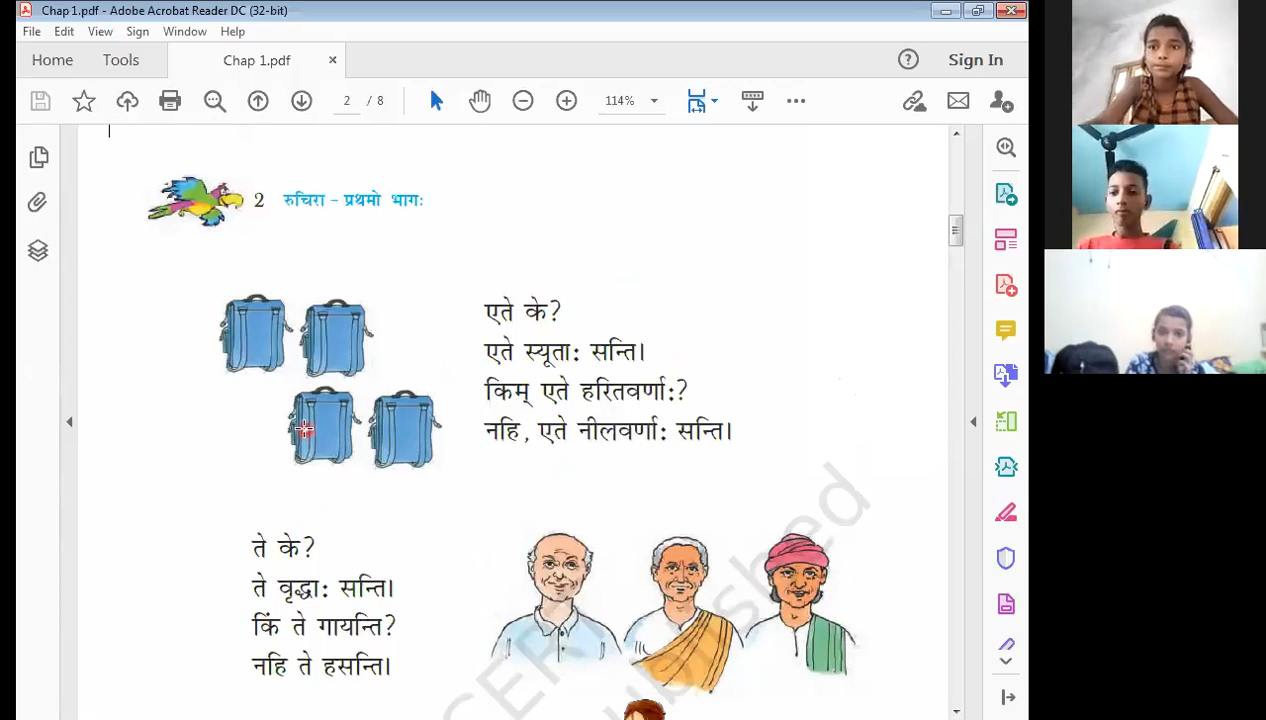 Chap 1.pdf - Adobe Acrobat Reader DC (32-bit)
File Edit View Sign Window Help
Home Tools Chap 1.pdf × ? Sign In
2 / 8 114%
2 रुचिरा - प्रथमो भागः
एते के?
एते स्यूताः सन्ति।
किम् एते हरितवर्णाः?
नहि, एते नीलवर्णाः सन्ति।
ते के?
ते वृद्धाः सन्ति।
किं ते गायन्ति?
नहि ते हसन्ति।